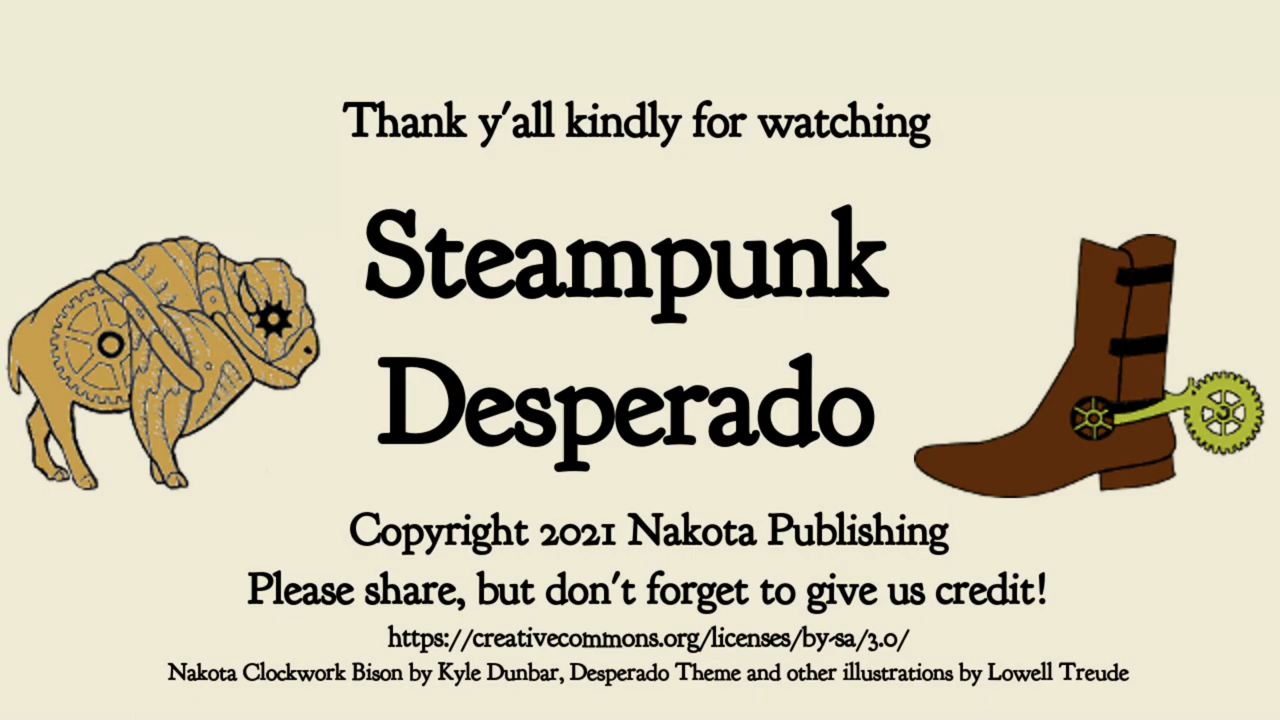 Thank y'all kindly for watching
Steampunk
Desperado
Copyright 2021 Nakota Publishing
Please share, but don't forget to give us credit!
https://creativecommons.org/licenses/by-sa/3.0/
Nakota Clockwork Bison by Kyle Dunbar, Desperado Theme and other illustrations by Lowell Treude